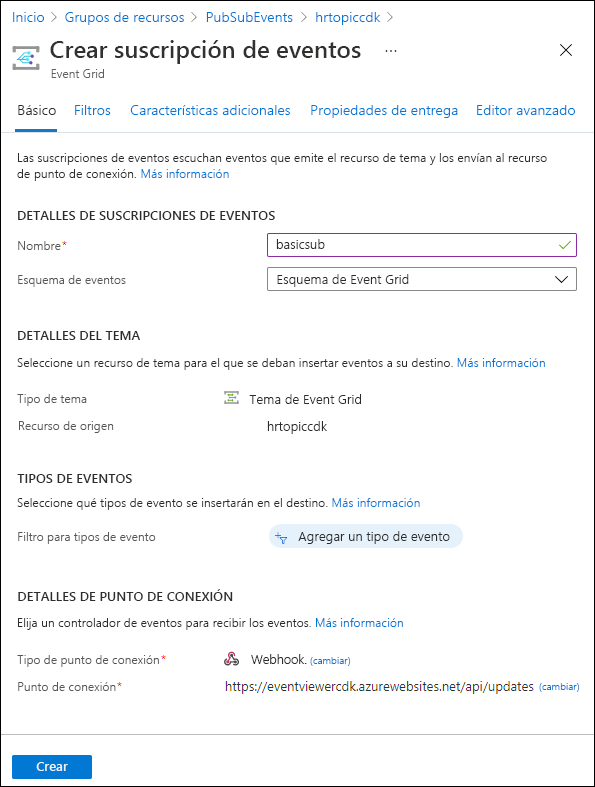 Inicio > Grupos de recursos > PubSubEvents > hrtopiccdk >
Crear suscripción de eventos ...
Event Grid
Básico Filtros Características adicionales Propiedades de entrega Editor avanzado
Las suscripciones de eventos escuchan eventos que emite el recurso de tema y los envían al recurso
de punto de conexión. Más información
DETALLES DE SUSCRIPCIONES DE EVENTOS
Nombre* basicsub
Esquema de eventos Esquema de Event Grid
DETALLES DEL TEMA
Seleccione un recurso de tema para el que se deban insertar eventos a su destino. Más información
Tipo de tema Tema de Event Grid
Recurso de origen hrtopiccdk
TIPOS DE EVENTOS
Seleccione qué tipos de evento se insertarán en el destino. Más información
Filtro para tipos de evento Agregar un tipo de evento
DETALLES DE PUNTO DE CONEXIÓN
Elija un controlador de eventos para recibir los eventos. Más información
Tipo de punto de conexión* Webhook. (cambiar)
Punto de conexión* https://eventviewercdk.azurewebsites.net/api/updates (cambiar)
Crear